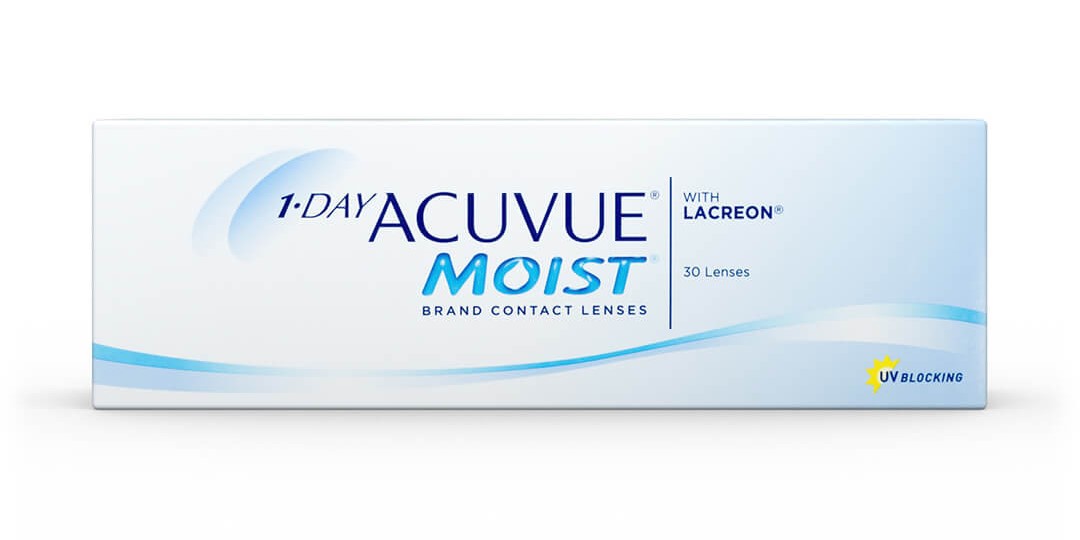 1·DAY ACUVUE®
MOIST®
BRAND CONTACT LENSES
WITH
LACREON®
30 Lenses
UV BLOCKING